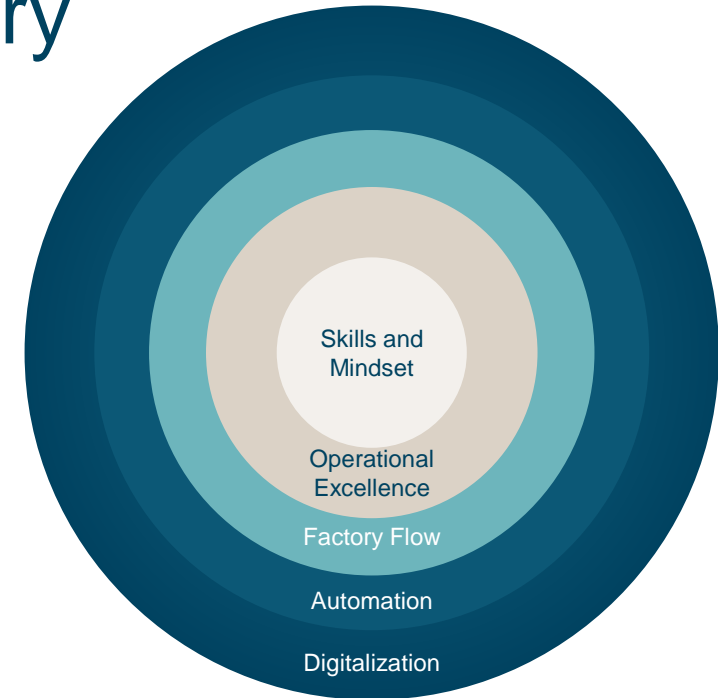 ry
Skills and
Mindset
Operational
Excellence
Factory Flow
Automation
Digitalization